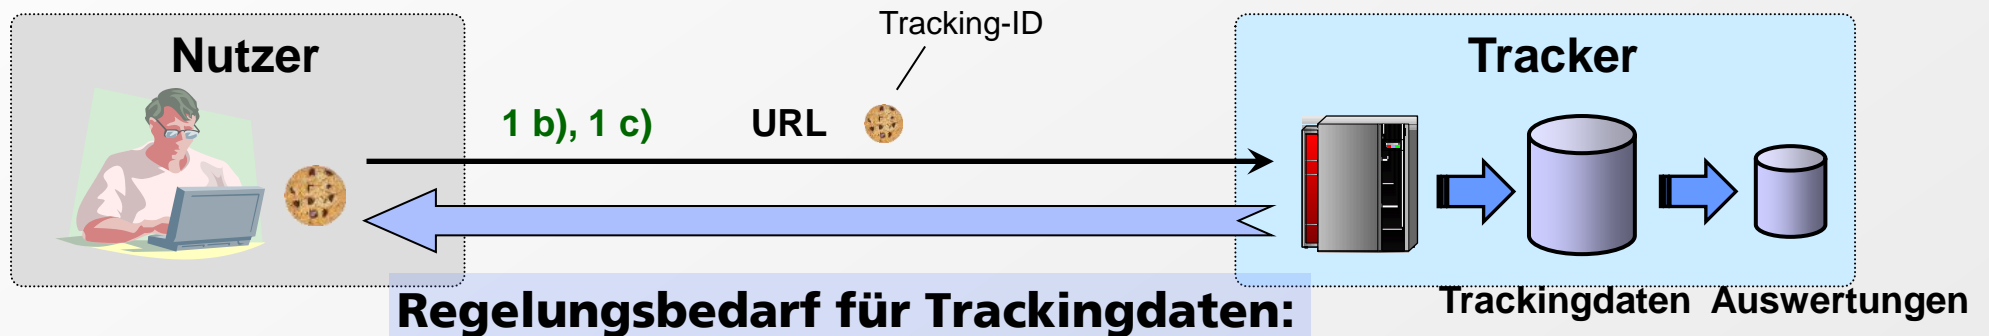 Tracking-ID
Nutzer
Tracker
1 b), 1 c)
URL
Trackingdaten
Auswertungen
Regelungsbedarf für Trackingdaten: